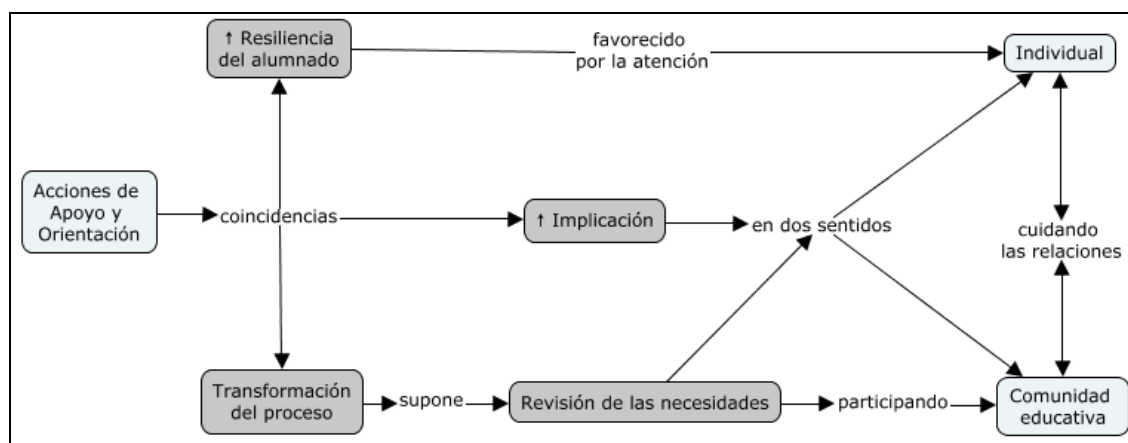 ↑ Resiliencia
del alumnado
favorecido
por la atención
Individual
Acciones de
Apoyo y
Orientación
coincidencias
↑ Implicación
en dos sentidos
cuidando
las relaciones
Transformación
del proceso
supone
Revisión de las necesidades
participando
Comunidad
educativa